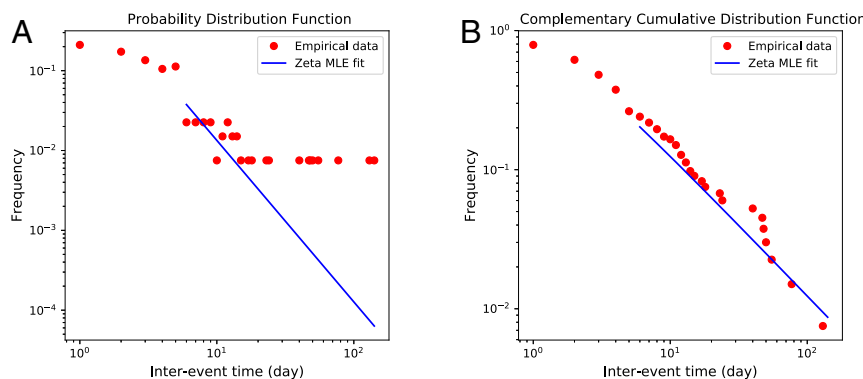 A
Probability Distribution Function
Empirical data
Zeta MLE fit
Frequency
10⁻¹
10⁻²
10⁻³
10⁻⁴
10⁰
10¹
10²
Inter-event time (day)
B
Complementary Cumulative Distribution Function
Empirical data
Zeta MLE fit
Frequency
10⁰
10⁻¹
10⁻²
10⁰
10¹
10²
Inter-event time (day)